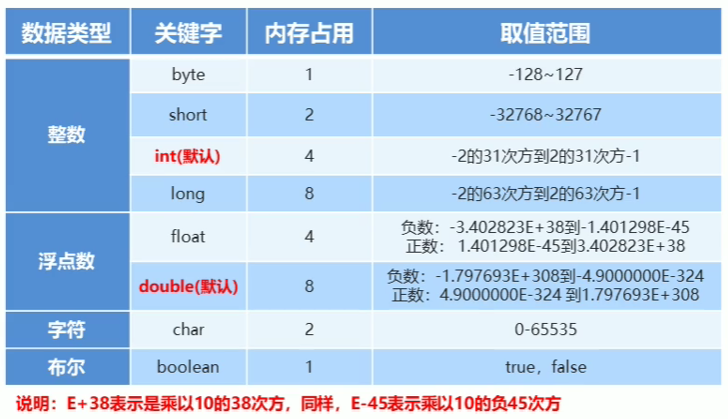 数据类型 关键字 内存占用 取值范围
整数 byte 1 -128~127
short 2 -32768~32767
int(默认) 4 -2的31次方到2的31次方-1
long 8 -2的63次方到2的63次方-1
浮点数 float 4 负数：-3.402823E+38到-1.401298E-45
正数： 1.401298E-45到3.402823E+38
double(默认) 8 负数：-1.797693E+308到-4.9000000E-324
正数：4.9000000E-324 到1.797693E+308
字符 char 2 0-65535
布尔 boolean 1 true，false
说明：E+38表示是乘以10的38次方，同样，E-45表示乘以10的负45次方